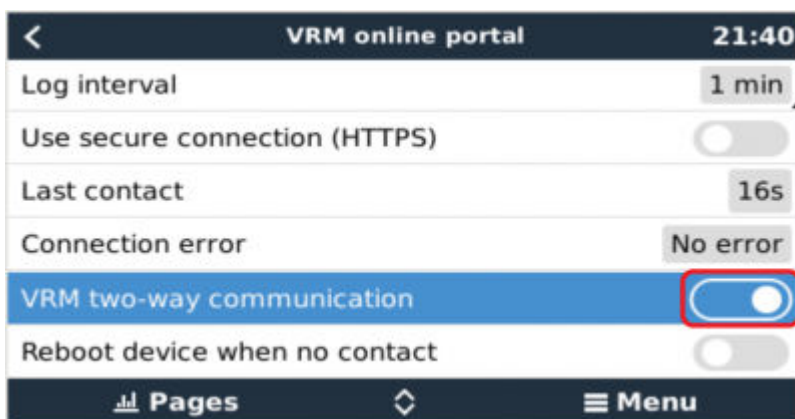 VRM online portal 21:40
Log interval 1 min
Use secure connection (HTTPS)
Last contact 16s
Connection error No error
VRM two-way communication
Reboot device when no contact
Pages Menu